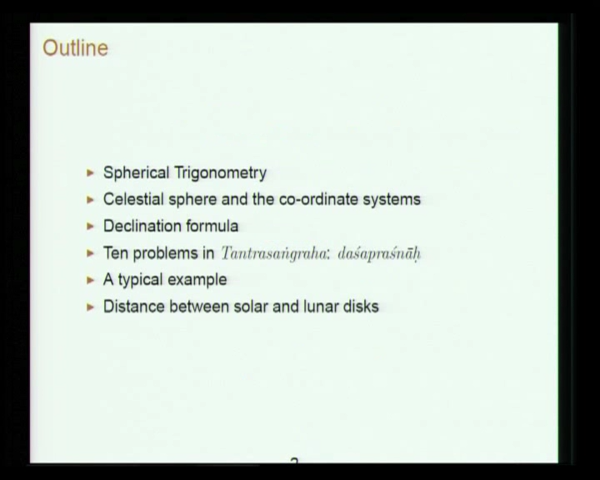 Outline
Spherical Trigonometry
Celestial sphere and the co-ordinate systems
Declination formula
Ten problems in Tantrasaṅgraha: daśapraśnāḥ
A typical example
Distance between solar and lunar disks